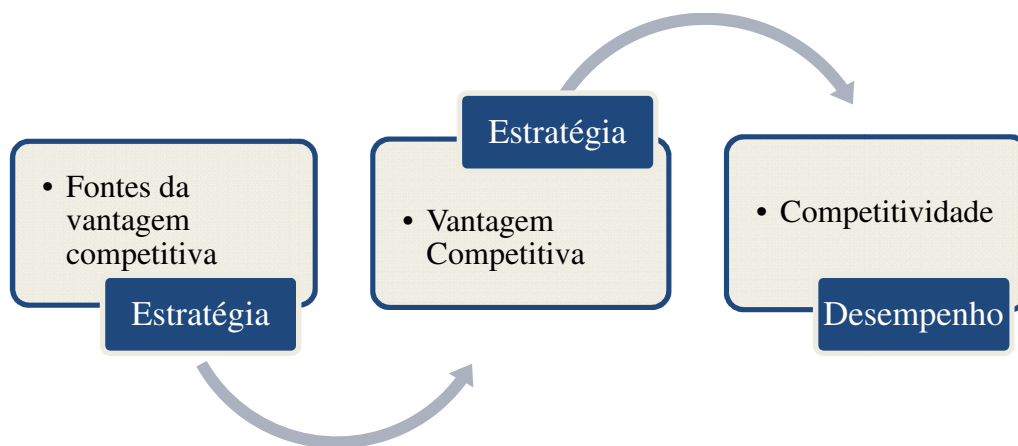 • Fontes da
vantagem
competitiva
Estratégia
Estratégia
• Vantagem
Competitiva
• Competitividade
Desempenho